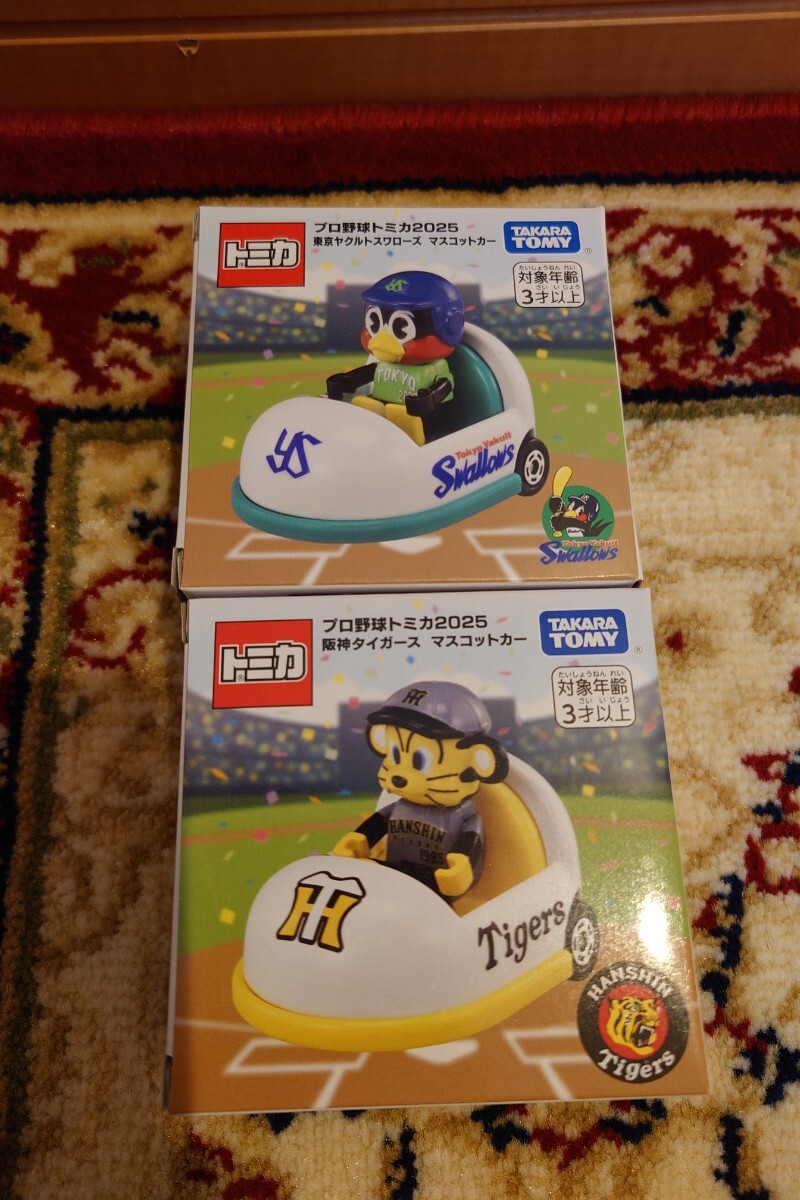 トミカ
プロ野球トミカ2025
東京ヤクルトスワローズ マスコットカー
TAKARA
TOMY
®
たいしょうねんれい
対象年齢
さいいじょう
3才以上
YS
TOKYO
YS
Tokyo Yakult
Swallows
Tokyo Yakult
Swallows
トミカ
プロ野球トミカ2025
阪神タイガース マスコットカー
TAKARA
TOMY
®
たいしょうねんれい
対象年齢
さいいじょう
3才以上
HT
HANSHIN
TIGERS
1985
HT
Tigers
HANSHIN
Tigers